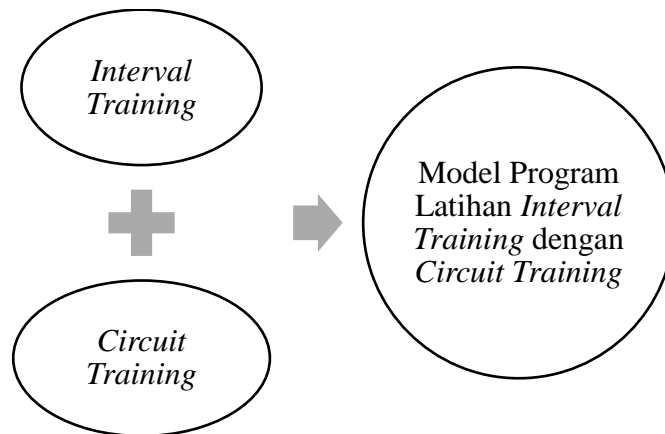 Interval
Training
Circuit
Training
Model Program
Latihan Interval
Training dengan
Circuit Training